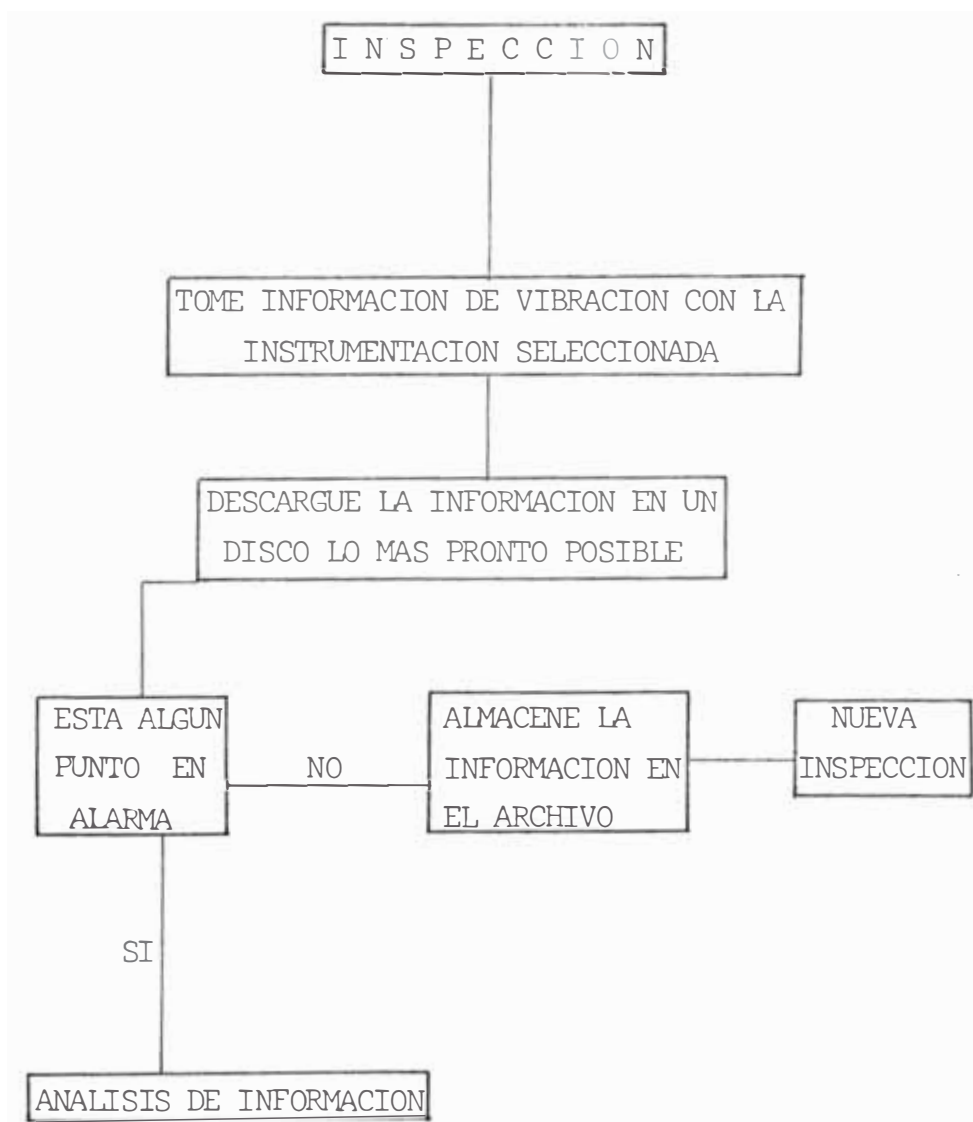 INSPECCION
TOME INFORMACION DE VIBRACION CON LA
INSTRUMENTACION SELECCIONADA
DESCARGUE LA INFORMACION EN UN
DISCO LO MAS PRONTO POSIBLE
ESTA ALGUN
PUNTO EN
ALARMA
NO
ALMACENE LA
INFORMACION EN
EL ARCHIVO
NUEVA
INSPECCION
SI
ANALISIS DE INFORMACION